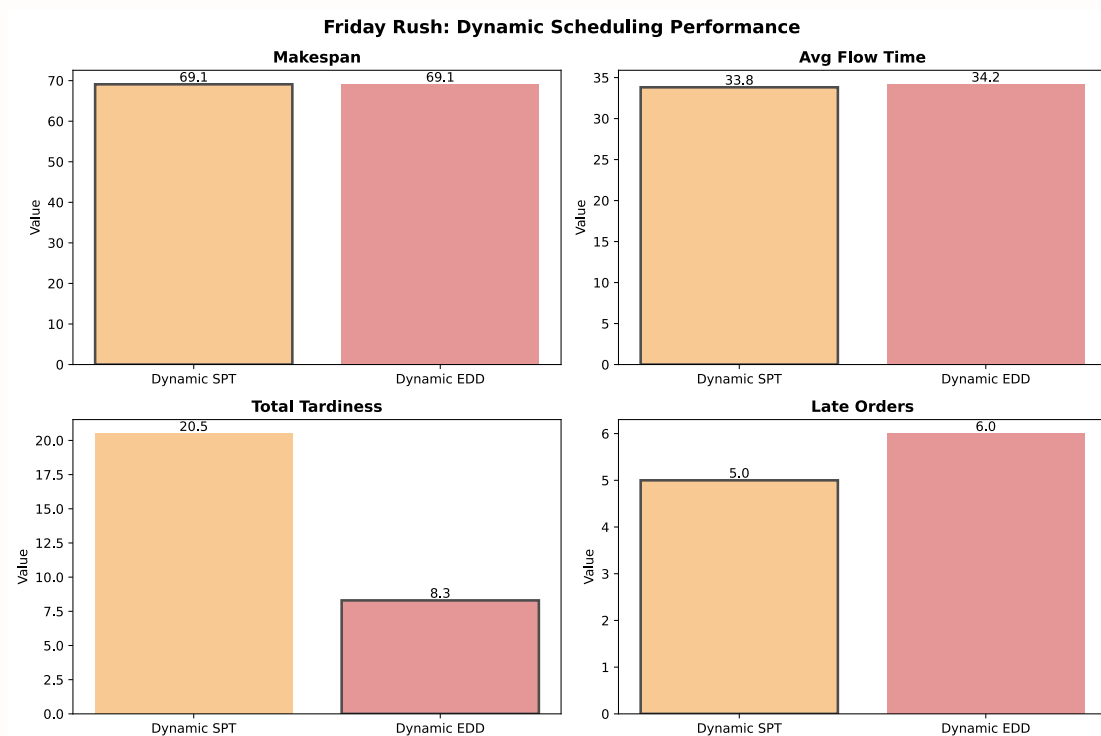 Friday Rush: Dynamic Scheduling Performance
Makespan
69.1
69.1
70
60
50
40
30
20
10
0
Value
Dynamic SPT
Dynamic EDD
Avg Flow Time
33.8
34.2
35
30
25
20
15
10
5
0
Value
Dynamic SPT
Dynamic EDD
Total Tardiness
20.5
8.3
20.0
17.5
15.0
12.5
10.0
7.5
5.0
2.5
0.0
Value
Dynamic SPT
Dynamic EDD
Late Orders
5.0
6.0
6
5
4
3
2
1
0
Value
Dynamic SPT
Dynamic EDD